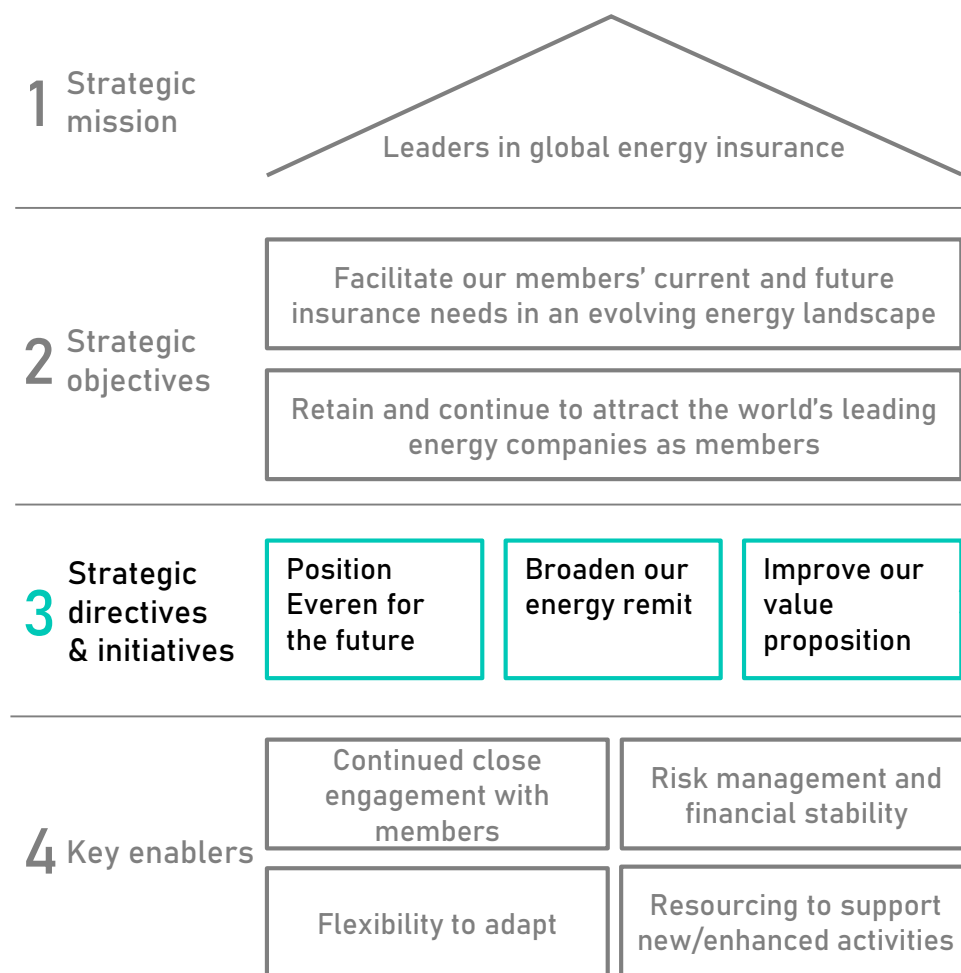 1
Strategic
mission
Leaders in global energy insurance
2
Strategic
objectives
Facilitate our members’ current and future
insurance needs in an evolving energy landscape
Retain and continue to attract the world’s leading
energy companies as members
3
Strategic
directives
& initiatives
Position
Everen for
the future
Broaden our
energy remit
Improve our
value
proposition
4
Key enablers
Continued close
engagement with
members
Risk management and
financial stability
Flexibility to adapt
Resourcing to support
new/enhanced activities